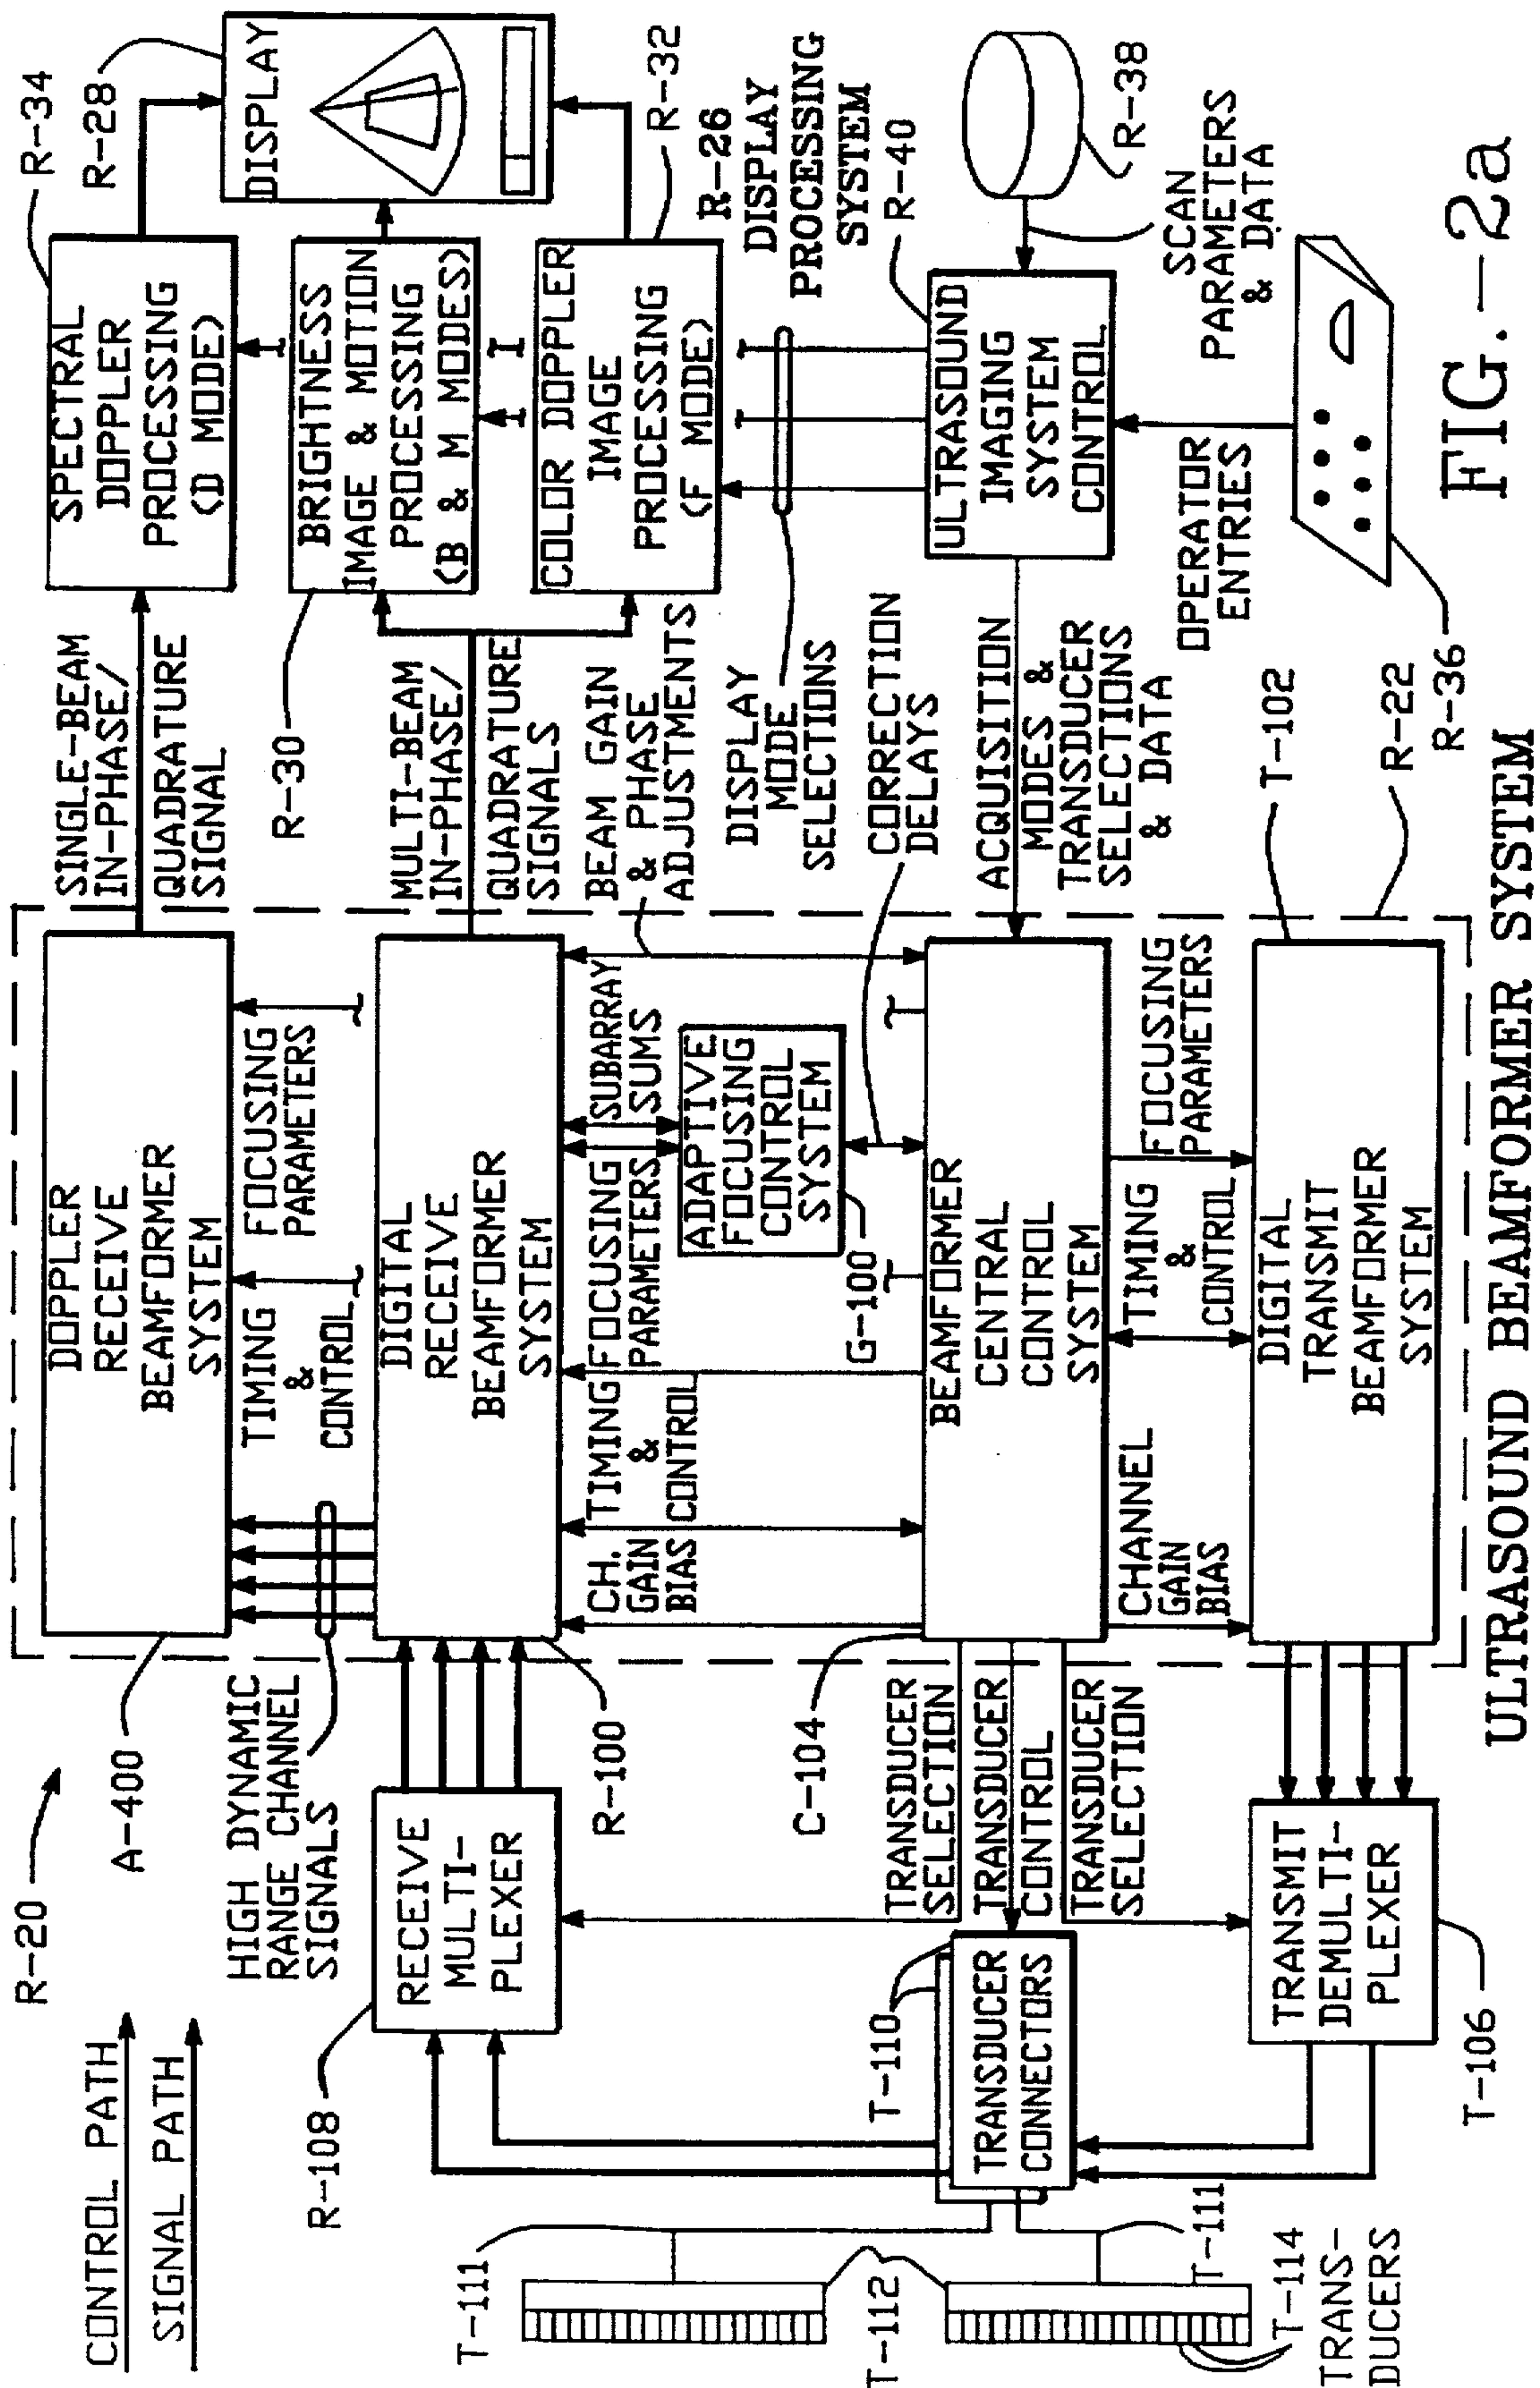 CONTROL PATH
SIGNAL PATH
R-20
A-400
HIGH DYNAMIC
RANGE CHANNEL
SIGNALS
DOPPLER
RECEIVE
BEAMFORMER
SYSTEM
TIMING
&
CONTROL
FOCUSING
PARAMETERS
SINGLE-BEAM
IN-PHASE/
QUADRATURE
SIGNAL
SPECTRAL
DOPPLER
PROCESSING
(D MODE)
R-34
R-28
DISPLAY
R-108
RECEIVE
MULTI-
PLEXER
R-100
DIGITAL
RECEIVE
BEAMFORMER
SYSTEM
R-30
MULTI-BEAM
IN-PHASE/
QUADRATURE
SIGNALS
BRIGHTNESS
IMAGE & MOTION
PROCESSING
(B & M MODES)
COLOR DOPPLER
IMAGE
PROCESSING
(F MODE)
R-32
R-26
DISPLAY
PROCESSING
SYSTEM
CH.
GAIN
BIAS
TIMING
&
CONTROL
FOCUSING
PARAMETERS
SUBARRAY
SUMS
BEAM GAIN
& PHASE
ADJUSTMENTS
ADAPTIVE
FOCUSING
CONTROL
SYSTEM
G-100
DISPLAY
MODE
SELECTIONS
CORRECTION
DELAYS
T-111
T-112
T-110
TRANSDUCER
CONNECTORS
C-104
TRANSDUCER
SELECTION
TRANSDUCER
CONTROL
TRANSDUCER
SELECTION
BEAMFORMER
CENTRAL
CONTROL
SYSTEM
ACQUISITION
MODES &
TRANSDUCER
SELECTIONS
& DATA
ULTRASOUND
IMAGING
SYSTEM
CONTROL
R-40
R-38
SCAN
PARAMETERS
& DATA
OPERATOR
ENTRIES
R-36
T-111
T-114
TRANS-
DUCERS
T-106
TRANSMIT
DEMULTI-
PLEXER
CHANNEL
GAIN
BIAS
TIMING
&
CONTROL
FOCUSING
PARAMETERS
DIGITAL
TRANSMIT
BEAMFORMER
SYSTEM
T-102
R-22
ULTRASOUND BEAMFORMER SYSTEM
FIG.-2a